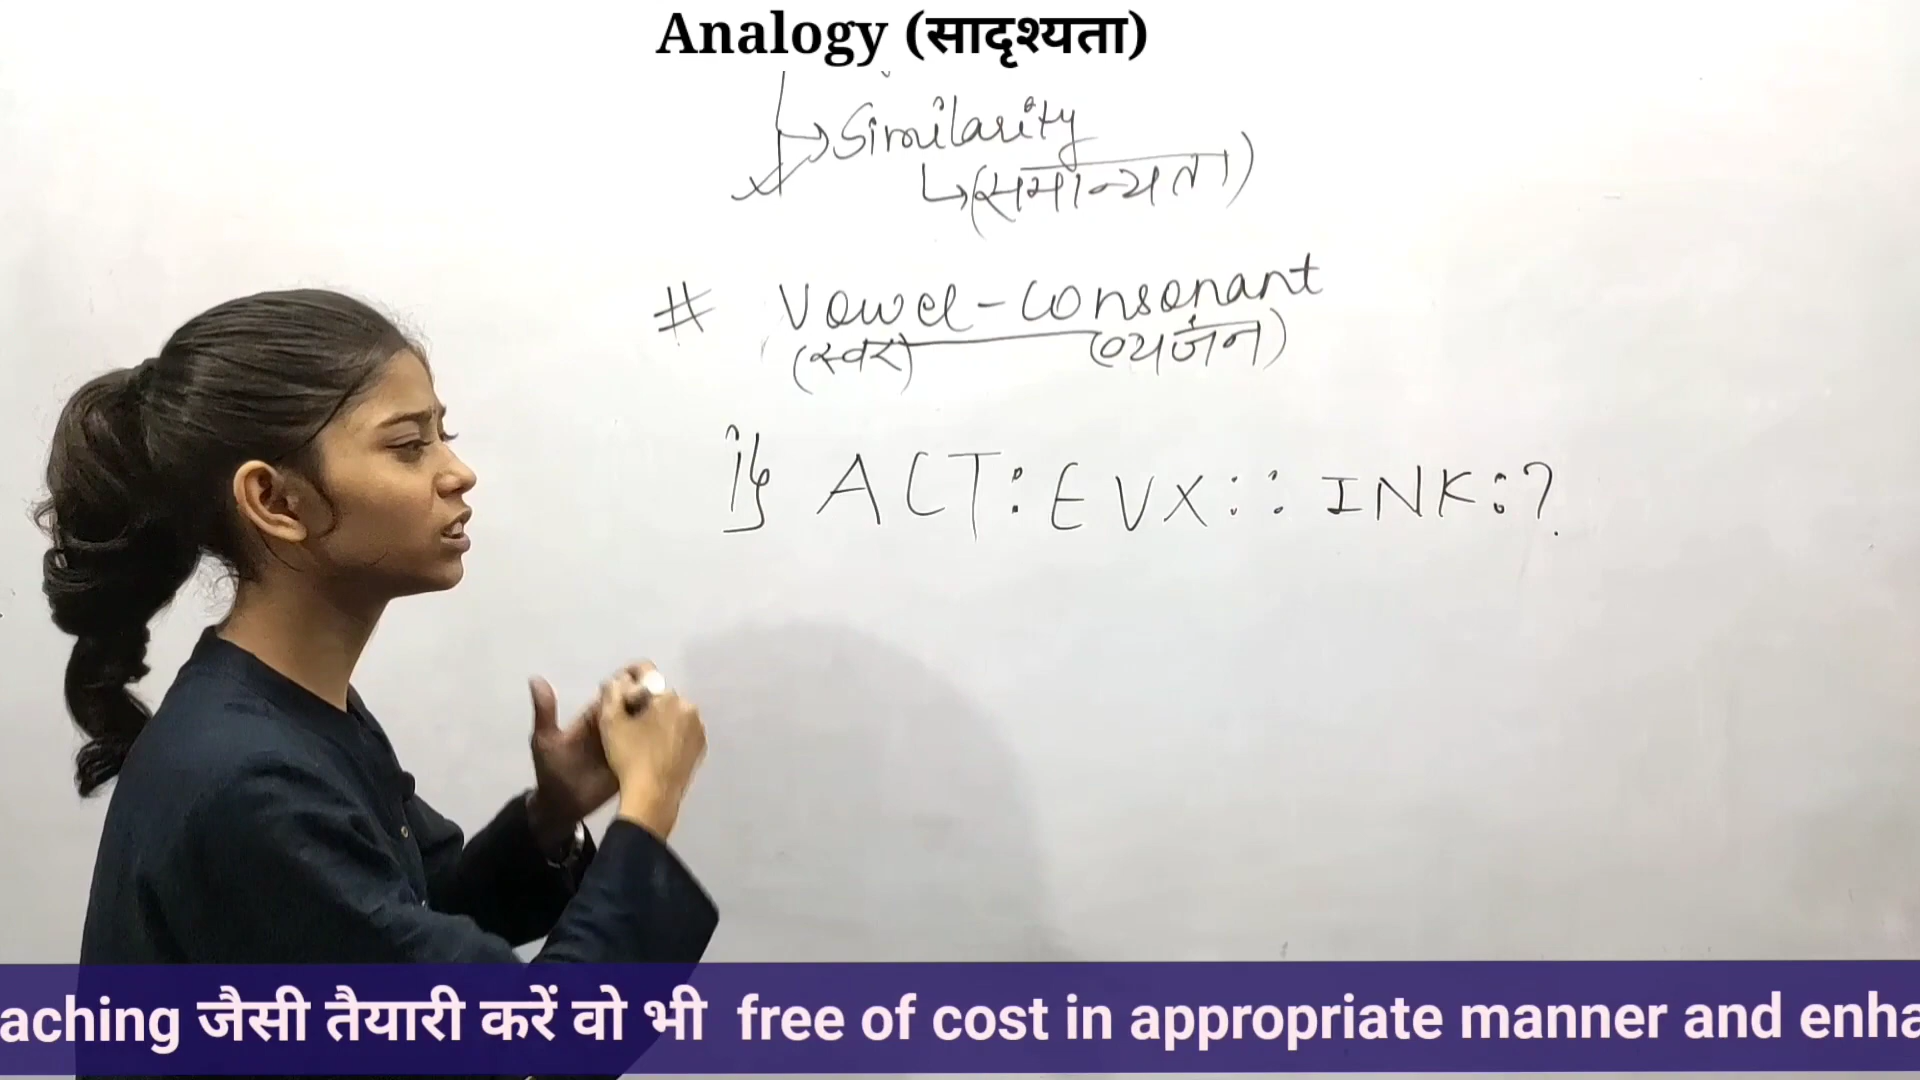 Analogy (सादृश्यता)
Similarity
(समान्यता)
# Vowel - Consonant
(स्वर) (व्यंजन)
if ACT : EVX :: INK : ?
aching जैसी तैयारी करें वो भी free of cost in appropriate manner and enha